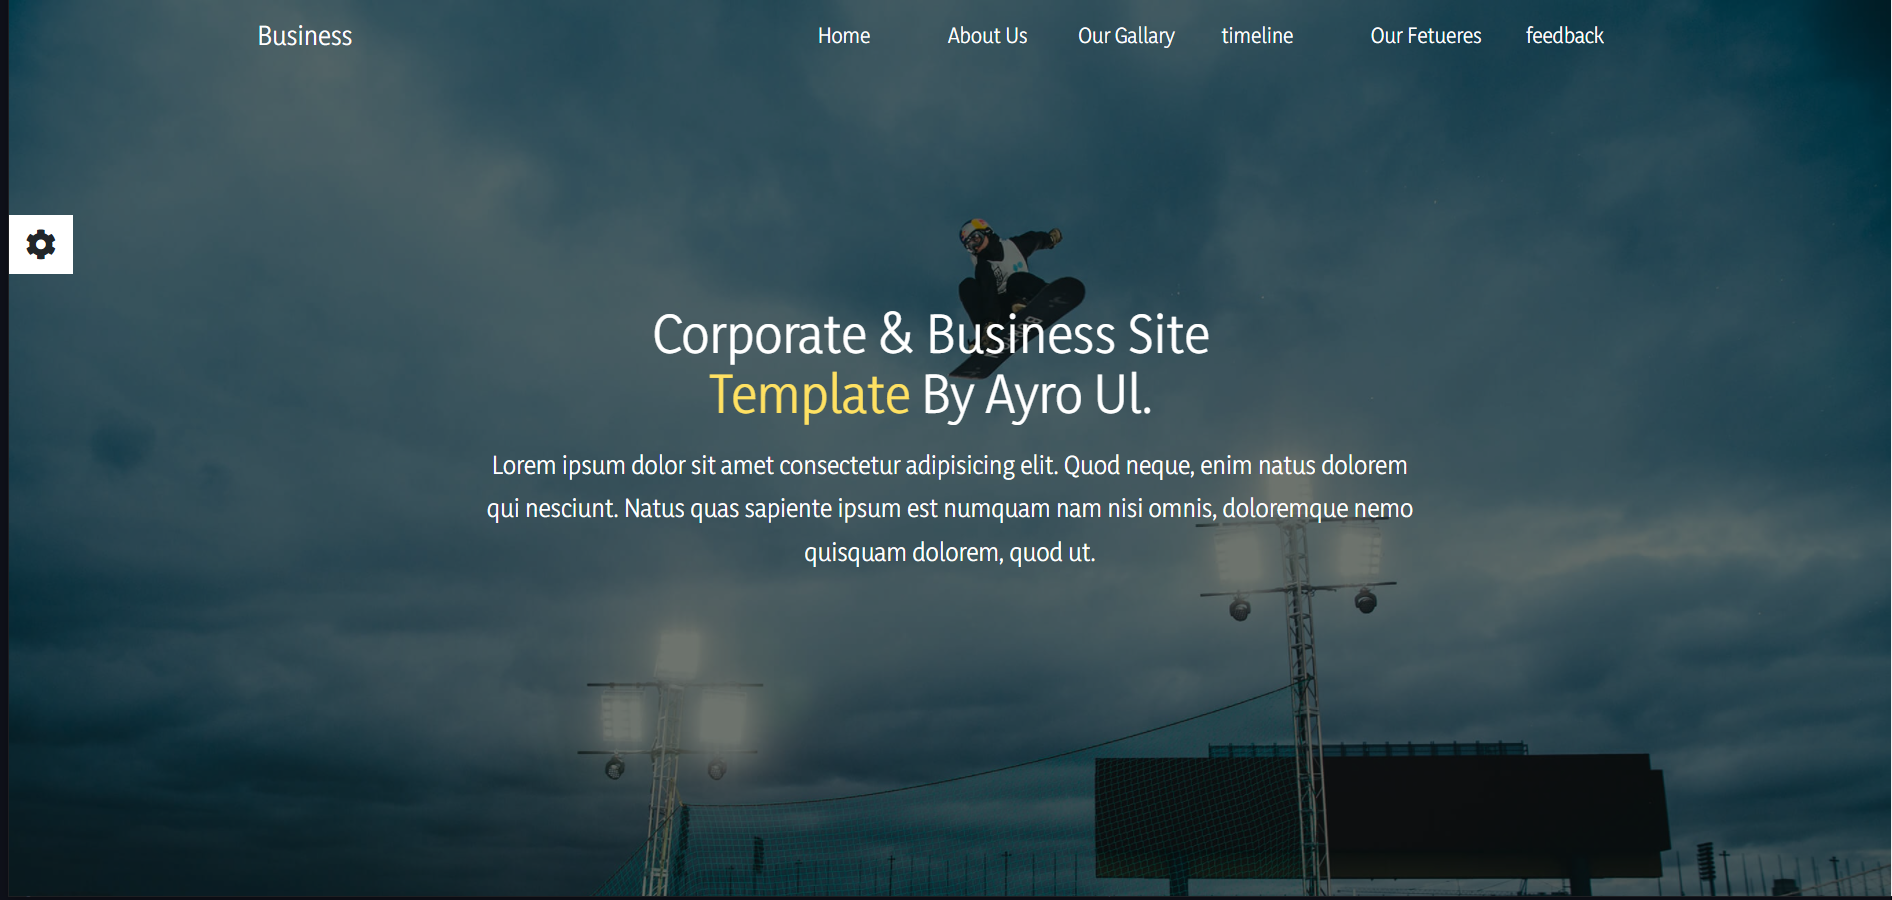 Business
Home About Us Our Gallary timeline Our Fetueres feedback
Corporate & Business Site
Template By Ayro Ul.
Lorem ipsum dolor sit amet consectetur adipisicing elit. Quod neque, enim natus dolorem
qui nesciunt. Natus quas sapiente ipsum est numquam nam nisi omnis, doloremque nemo
quisquam dolorem, quod ut.